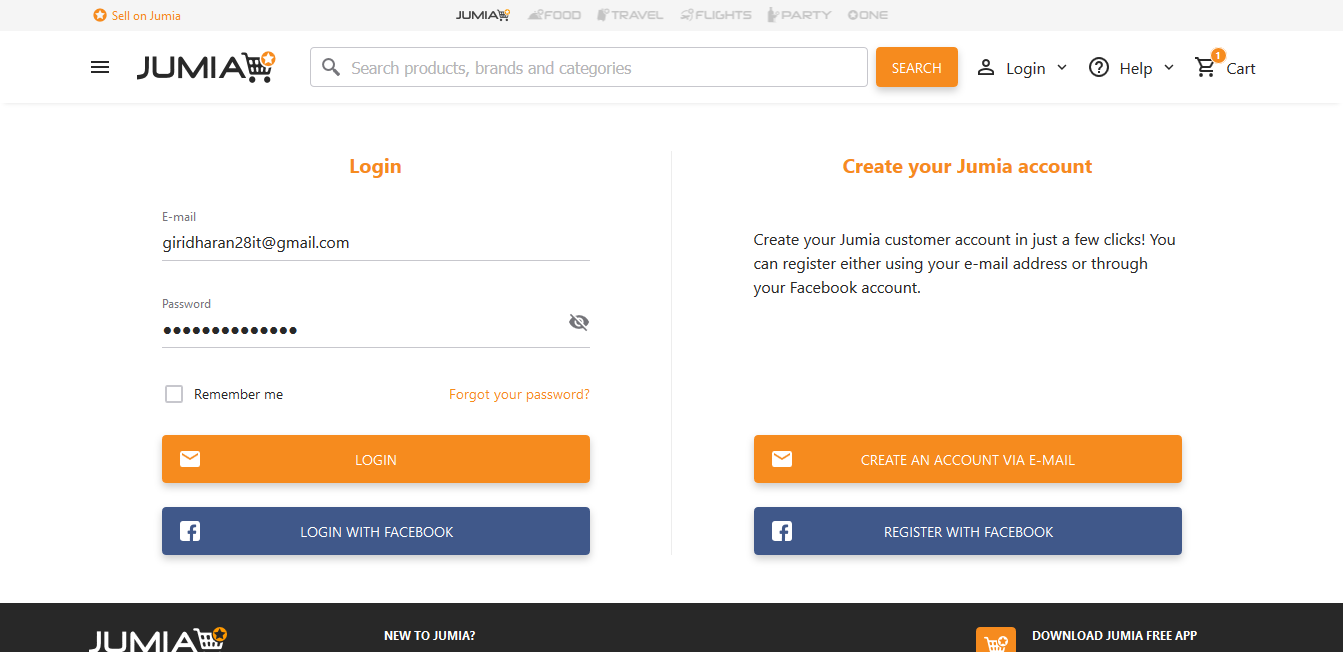 Sell on Jumia
JUMIA FOOD TRAVEL FLIGHTS PARTY ONE
JUMIA
Search products, brands and categories
SEARCH
Login
Help
1
Cart
Login
E-mail
giridharan28it@gmail.com
Password
Remember me
Forgot your password?
LOGIN
LOGIN WITH FACEBOOK
Create your Jumia account
Create your Jumia customer account in just a few clicks! You
can register either using your e-mail address or through
your Facebook account.
CREATE AN ACCOUNT VIA E-MAIL
REGISTER WITH FACEBOOK
JUMIA
NEW TO JUMIA?
DOWNLOAD JUMIA FREE APP